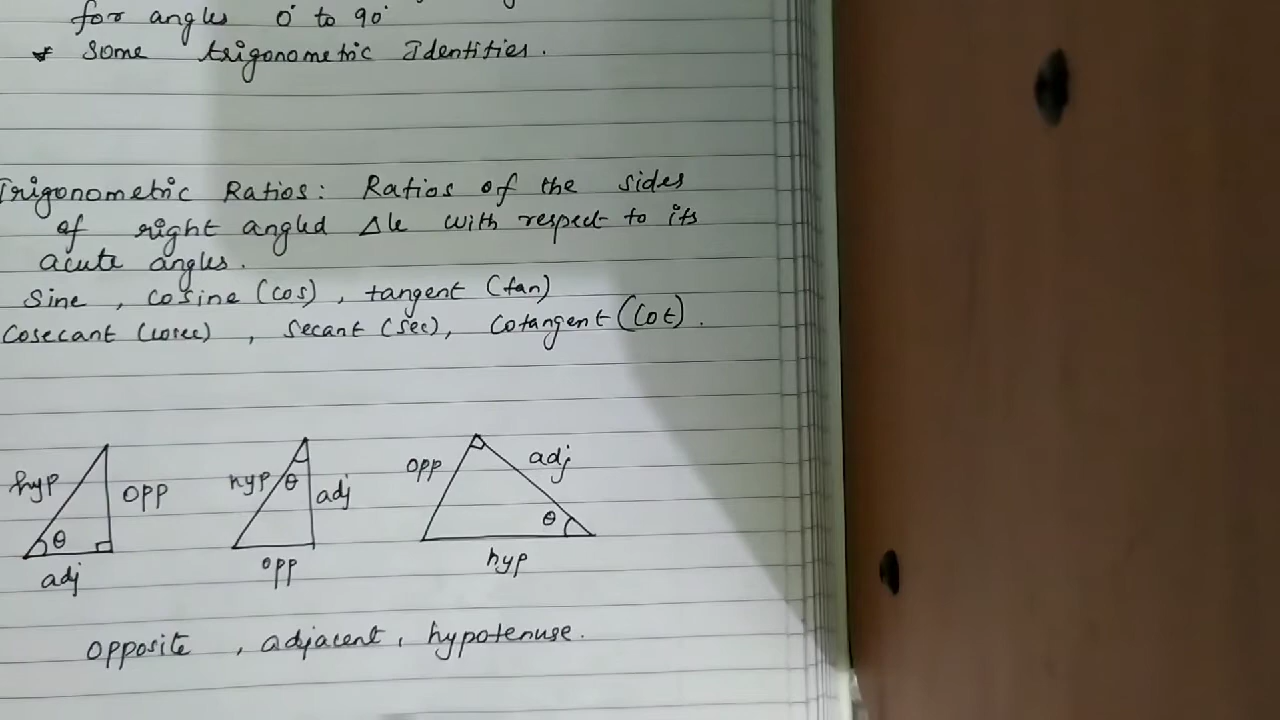 for angles 0° to 90°
* Some trigonometric Identities.
Trigonometric Ratios: Ratios of the sides
of right angled Δle with respect to its
acute angles.
Sine, cosine (cos), tangent (tan)
Cosecant (cosec), secant (sec), cotangent (cot).
hyp opp θ adj
hyp θ adj opp
opp adj θ hyp
opposite, adjacent, hypotenuse.